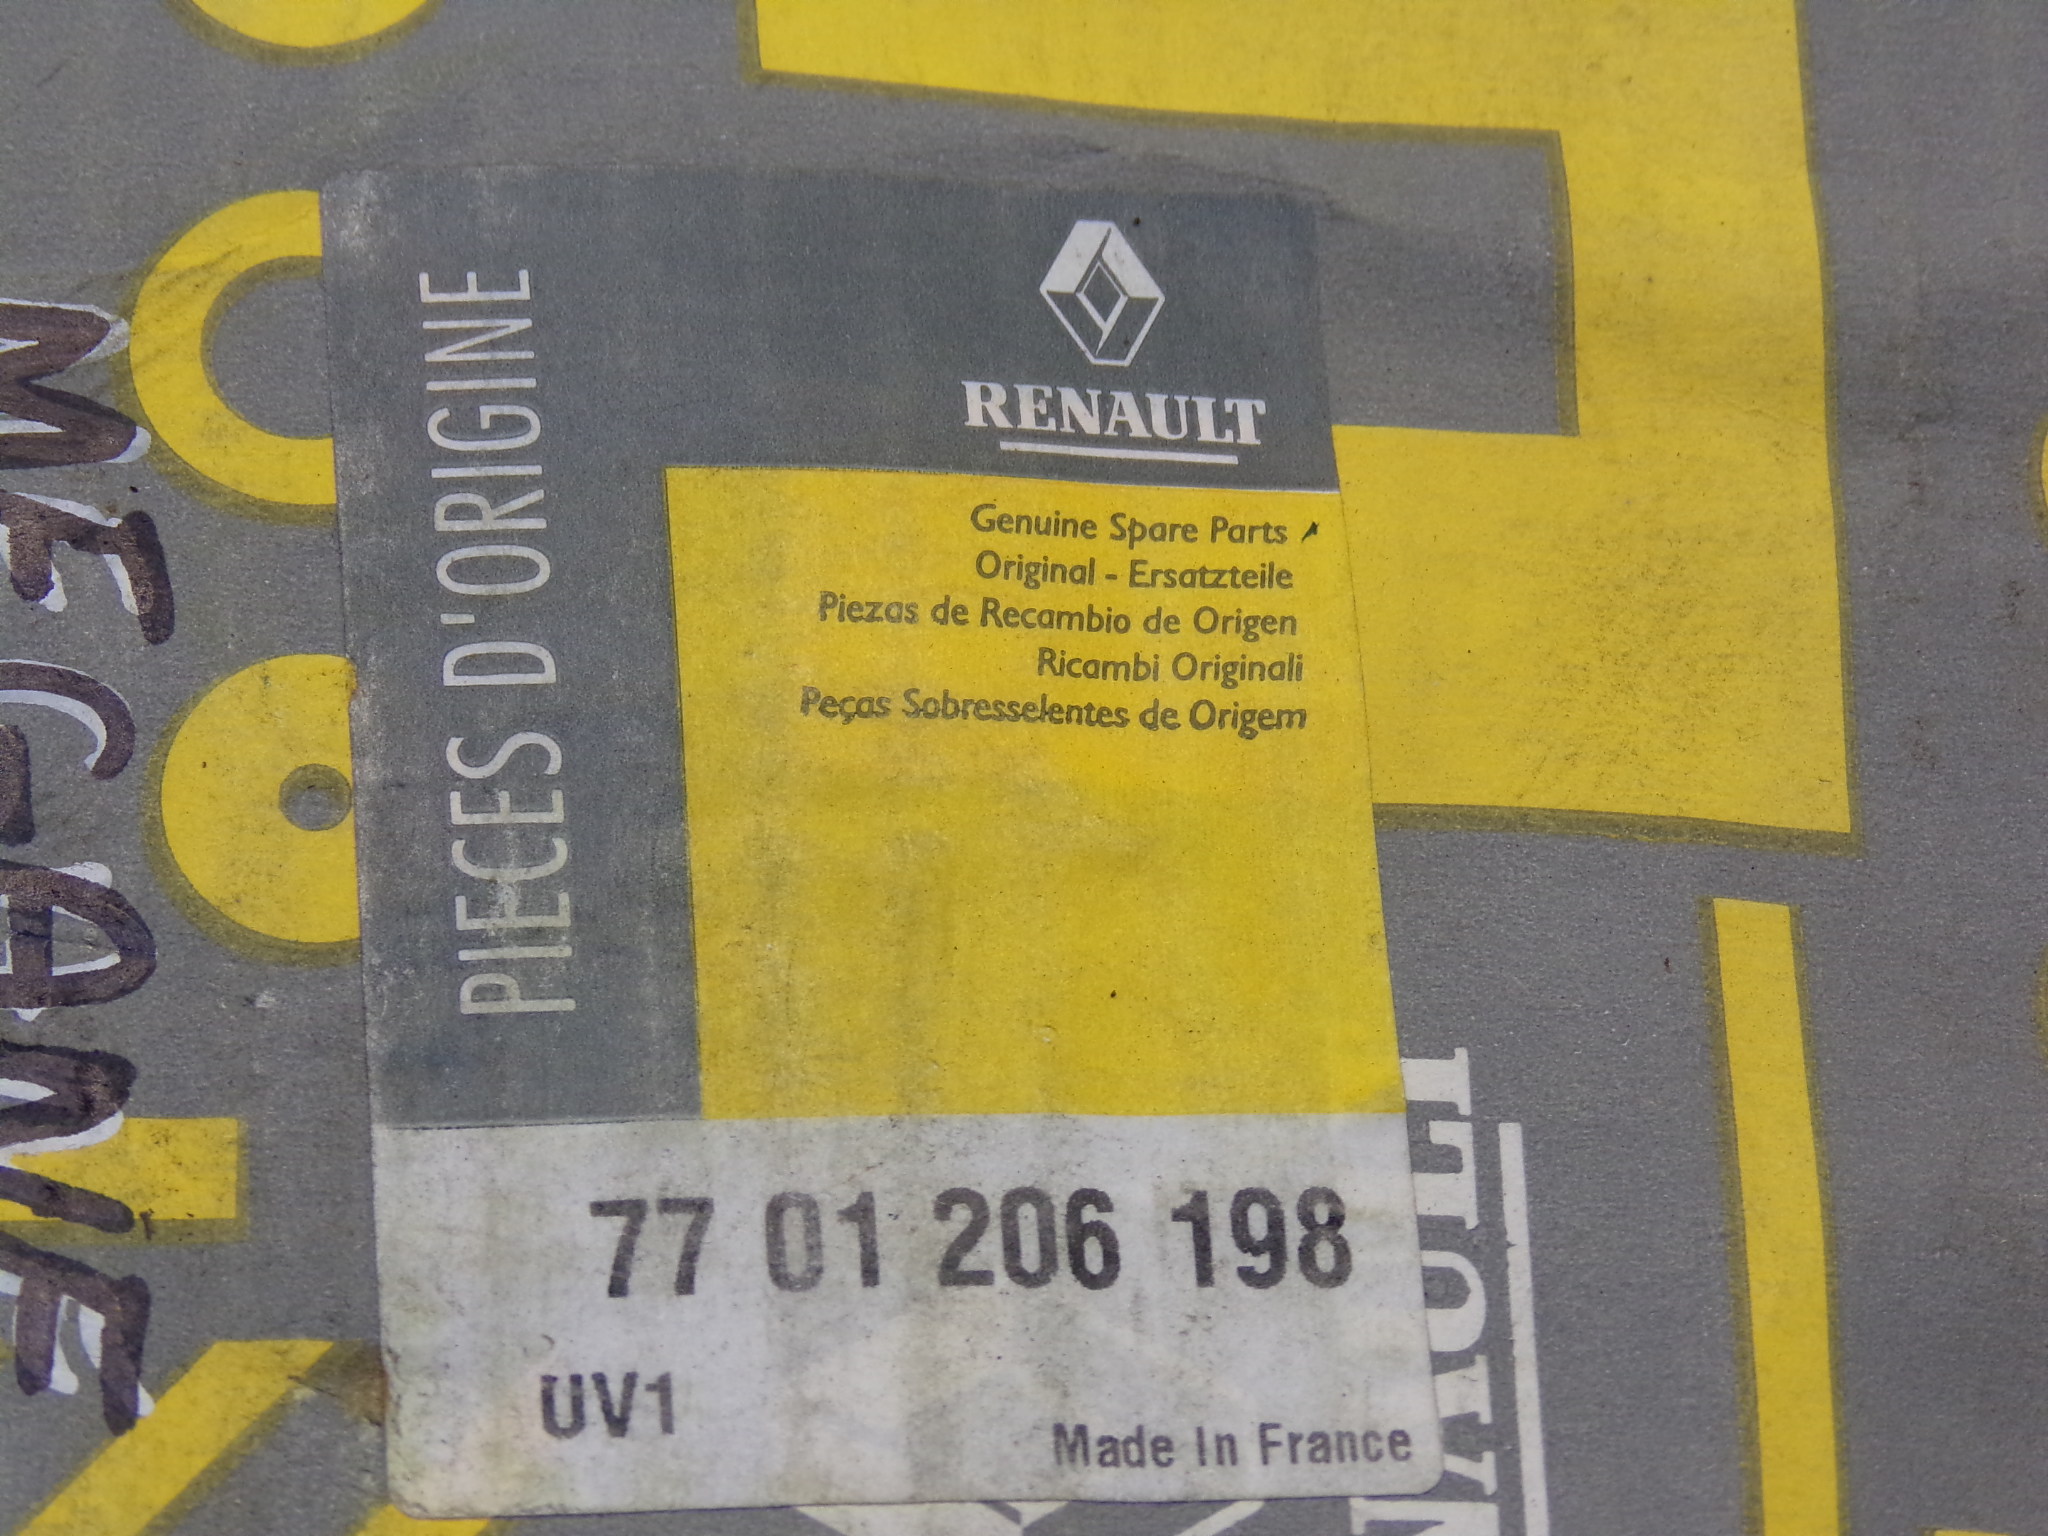 RENAULT
PIECES D'ORIGINE
Genuine Spare Parts
Original - Ersatzteile
Piezas de Recambio de Origen
Ricambi Originali
Peças Sobresselentes de Origem
77 01 206 198
UV1
Made In France
MEGANE